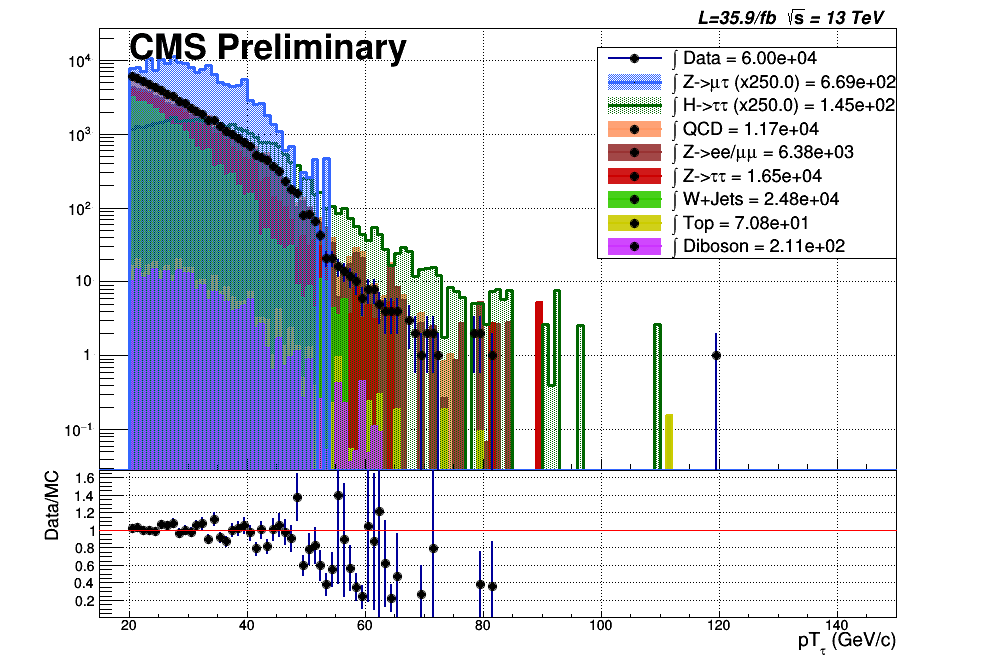 L=35.9/fb √s = 13 TeV
CMS Preliminary
∫ Data = 6.00e+04
∫ Z->μτ (x250.0) = 6.69e+02
∫ H->ττ (x250.0) = 1.45e+02
∫ QCD = 1.17e+04
∫ Z->ee/μμ = 6.38e+03
∫ Z->ττ = 1.65e+04
∫ W+Jets = 2.48e+04
∫ Top = 7.08e+01
∫ Diboson = 2.11e+02
10⁴
10³
10²
10
1
10⁻¹
Data/MC
1.6
1.4
1.2
1
0.8
0.6
0.4
0.2
20 40 60 80 100 120 140
pT_τ (GeV/c)